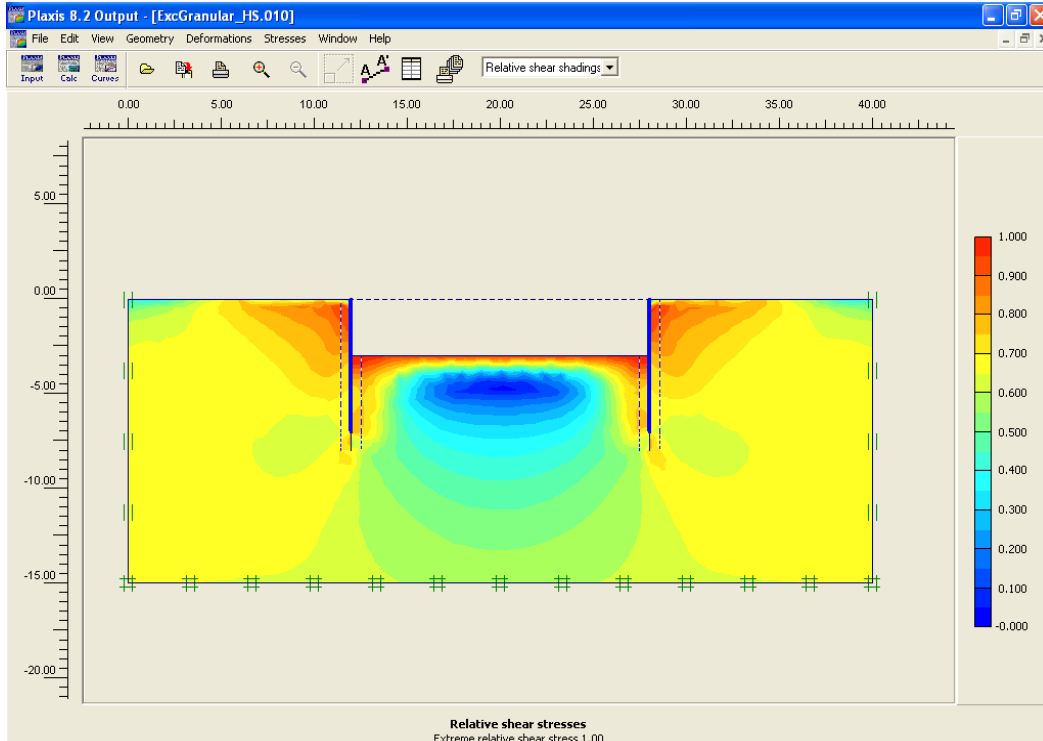 Plaxis 8.2 Output - [ExcGranular_HS.010]
File Edit View Geometry Deformations Stresses Window Help
Input Calc Curves Relative shear shadings
0.00 5.00 10.00 15.00 20.00 25.00 30.00 35.00 40.00
5.00
0.00
-5.00
-10.00
-15.00
-20.00
1.000
0.900
0.800
0.700
0.600
0.500
0.400
0.300
0.200
0.100
-0.000
Relative shear stresses
Extreme relative shear stress 1.00